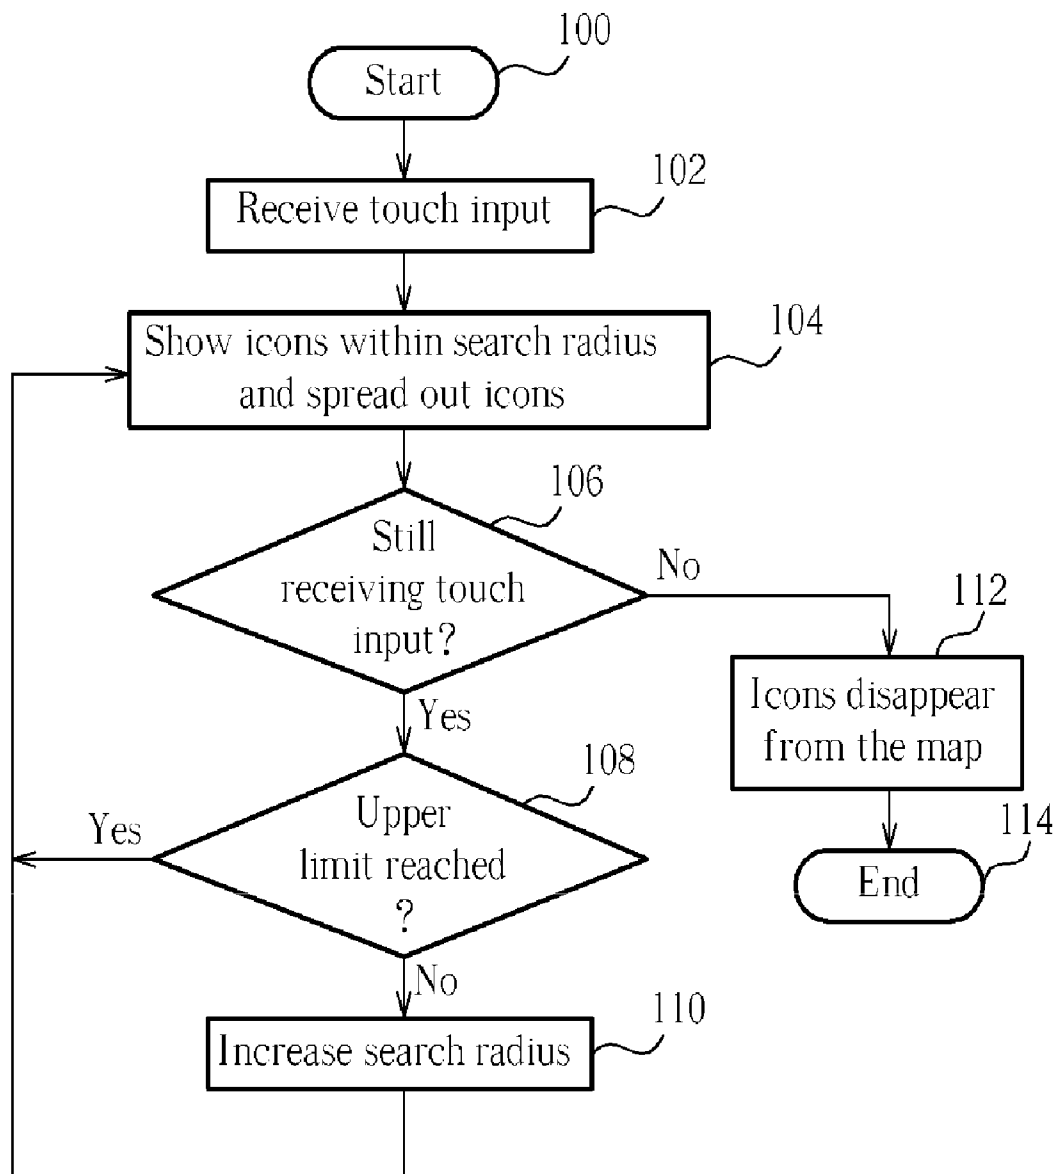 100
Start
102
Receive touch input
104
Show icons within search radius
and spread out icons
106
Still
receiving touch
input?
No
Yes
112
Icons disappear
from the map
108
Upper
limit reached
?
Yes
No
114
End
110
Increase search radius